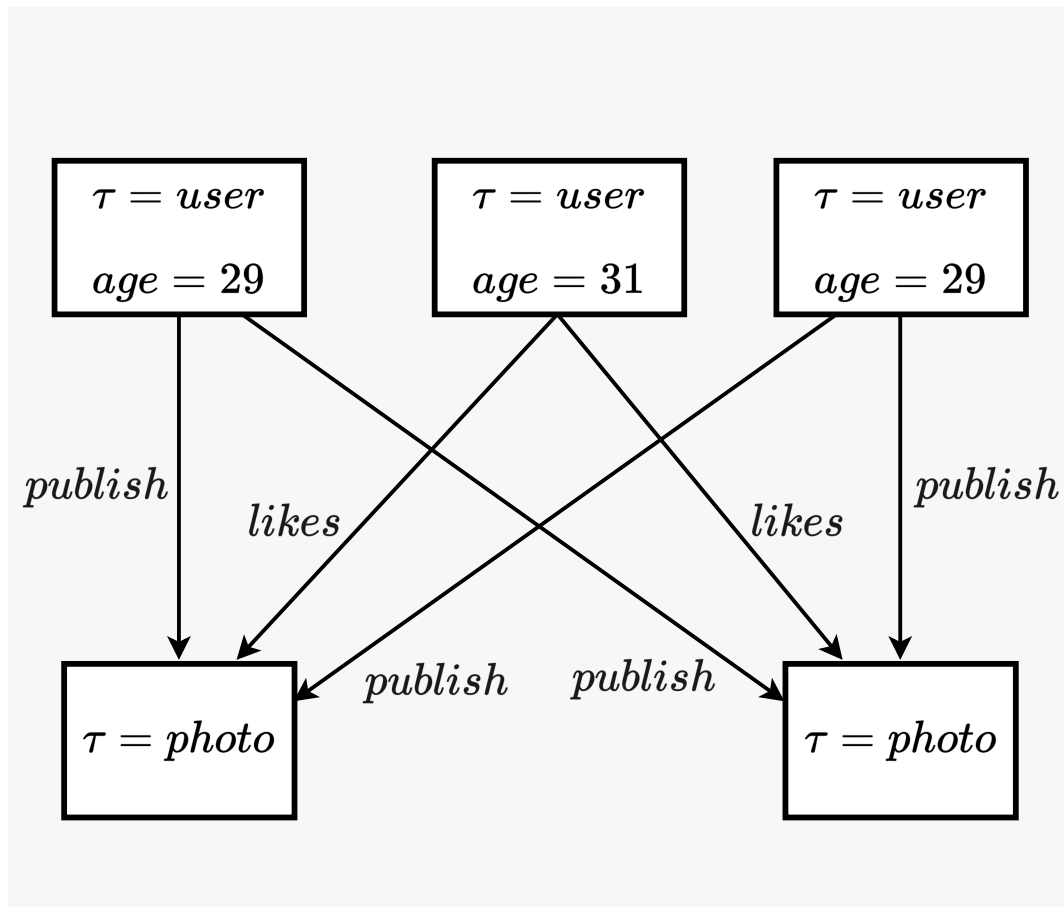 τ = user
age = 29
τ = user
age = 31
τ = user
age = 29
publish
likes
likes
publish
publish
publish
τ = photo
τ = photo